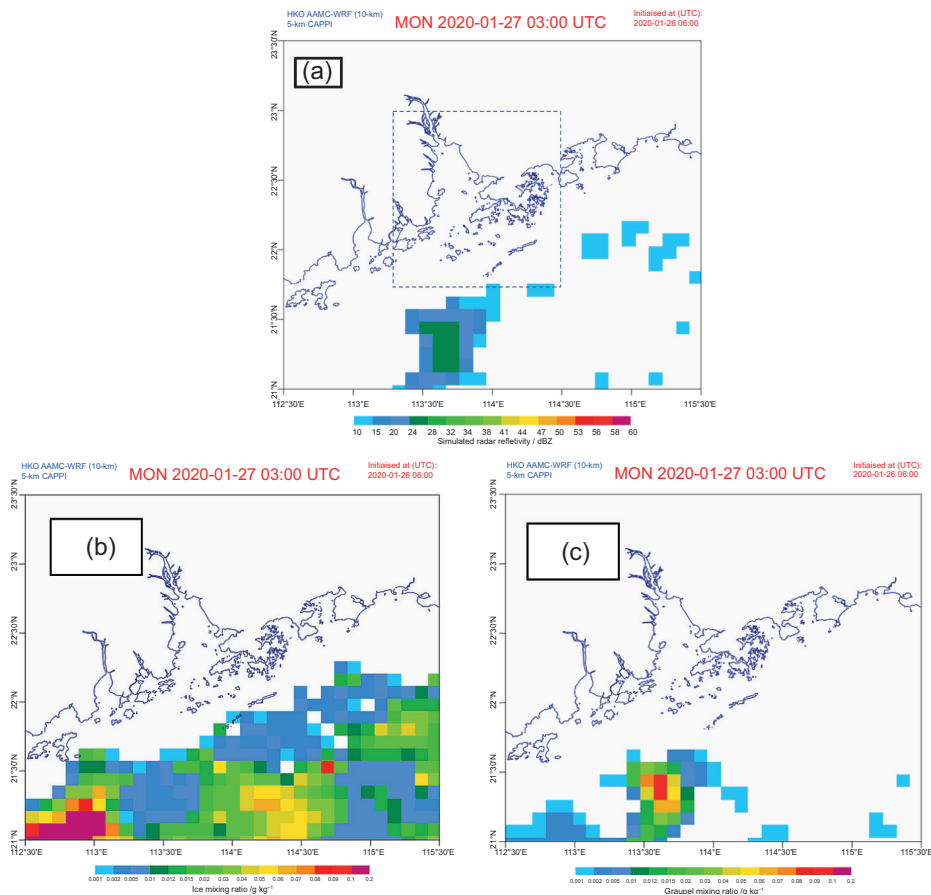 HKO AAMC-WRF (10-km)
5-km CAPPI
MON 2020-01-27 03:00 UTC
Initialised at (UTC):
2020-01-26 06:00
(a)
23°30'N
23°N
22°30'N
22°N
21°30'N
21°N
112°30'E 113°E 113°30'E 114°E 114°30'E 115°E 115°30'E
10 15 20 24 28 32 34 38 41 44 47 50 53 56 58 60
Simulated radar refletivity / dBZ
HKO AAMC-WRF (10-km)
5-km CAPPI
MON 2020-01-27 03:00 UTC
Initialised at (UTC):
2020-01-26 06:00
(b)
23°30'N
23°N
22°30'N
22°N
21°30'N
21°N
112°30'E 113°E 113°30'E 114°E 114°30'E 115°E 115°30'E
0.001 0.002 0.005 0.01 0.012 0.015 0.02 0.03 0.04 0.05 0.06 0.07 0.08 0.09 0.1 0.2
Ice mixing ratio /g kg⁻¹
HKO AAMC-WRF (10-km)
5-km CAPPI
MON 2020-01-27 03:00 UTC
Initialised at (UTC):
2020-01-26 06:00
(c)
23°30'N
23°N
22°30'N
22°N
21°30'N
21°N
112°30'E 113°E 113°30'E 114°E 114°30'E 115°E 115°30'E
0.001 0.002 0.005 0.01 0.012 0.015 0.02 0.03 0.04 0.05 0.06 0.07 0.08 0.09 0.1 0.2
Graupel mixing ratio /g kg⁻¹